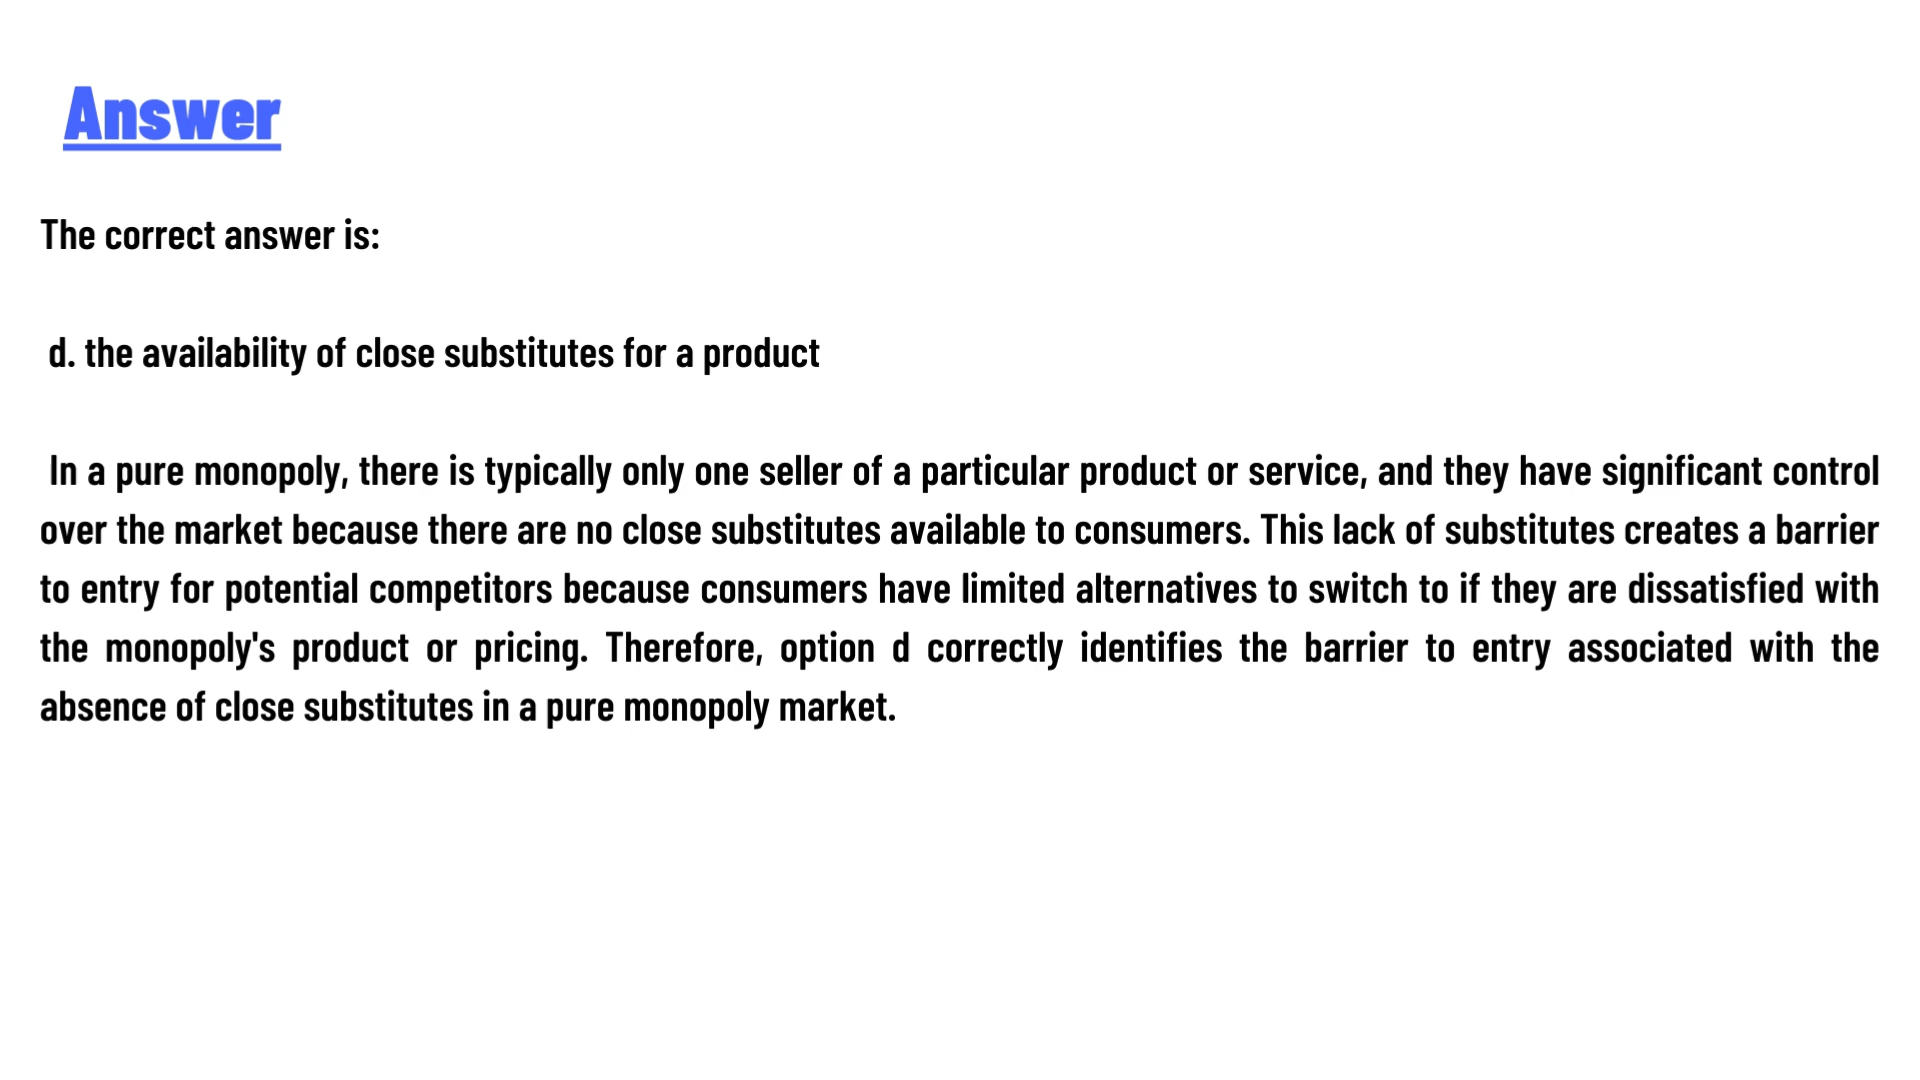 Answer
The correct answer is:
d. the availability of close substitutes for a product
In a pure monopoly, there is typically only one seller of a particular product or service, and they have significant control
over the market because there are no close substitutes available to consumers. This lack of substitutes creates a barrier
to entry for potential competitors because consumers have limited alternatives to switch to if they are dissatisfied with
the monopoly's product or pricing. Therefore, option d correctly identifies the barrier to entry associated with the
absence of close substitutes in a pure monopoly market.